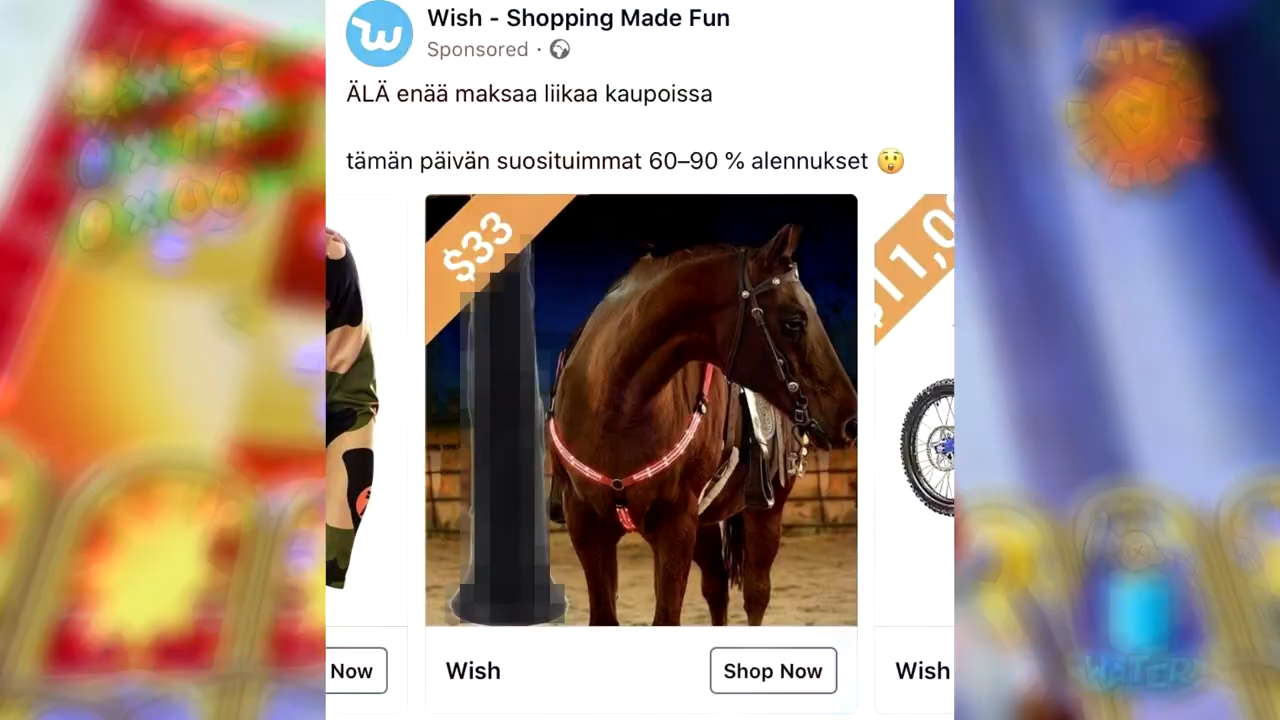 Wish - Shopping Made Fun
Sponsored ·
ÄLÄ enää maksaa liikaa kaupoissa
tämän päivän suosituimmat 60–90 % alennukset 😲
$33
Now
Wish
Shop Now
Wish
WATER